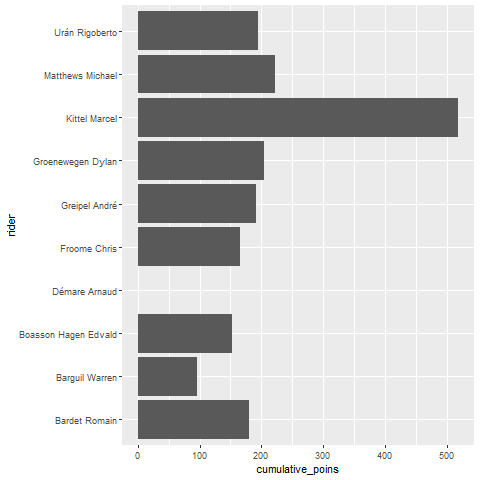 Urán Rigoberto
Matthews Michael
Kittel Marcel
Groenewegen Dylan
Greipel André
Froome Chris
Démare Arnaud
Boasson Hagen Edvald
Barguil Warren
Bardet Romain
rider
0 100 200 300 400 500
cumulative_poins